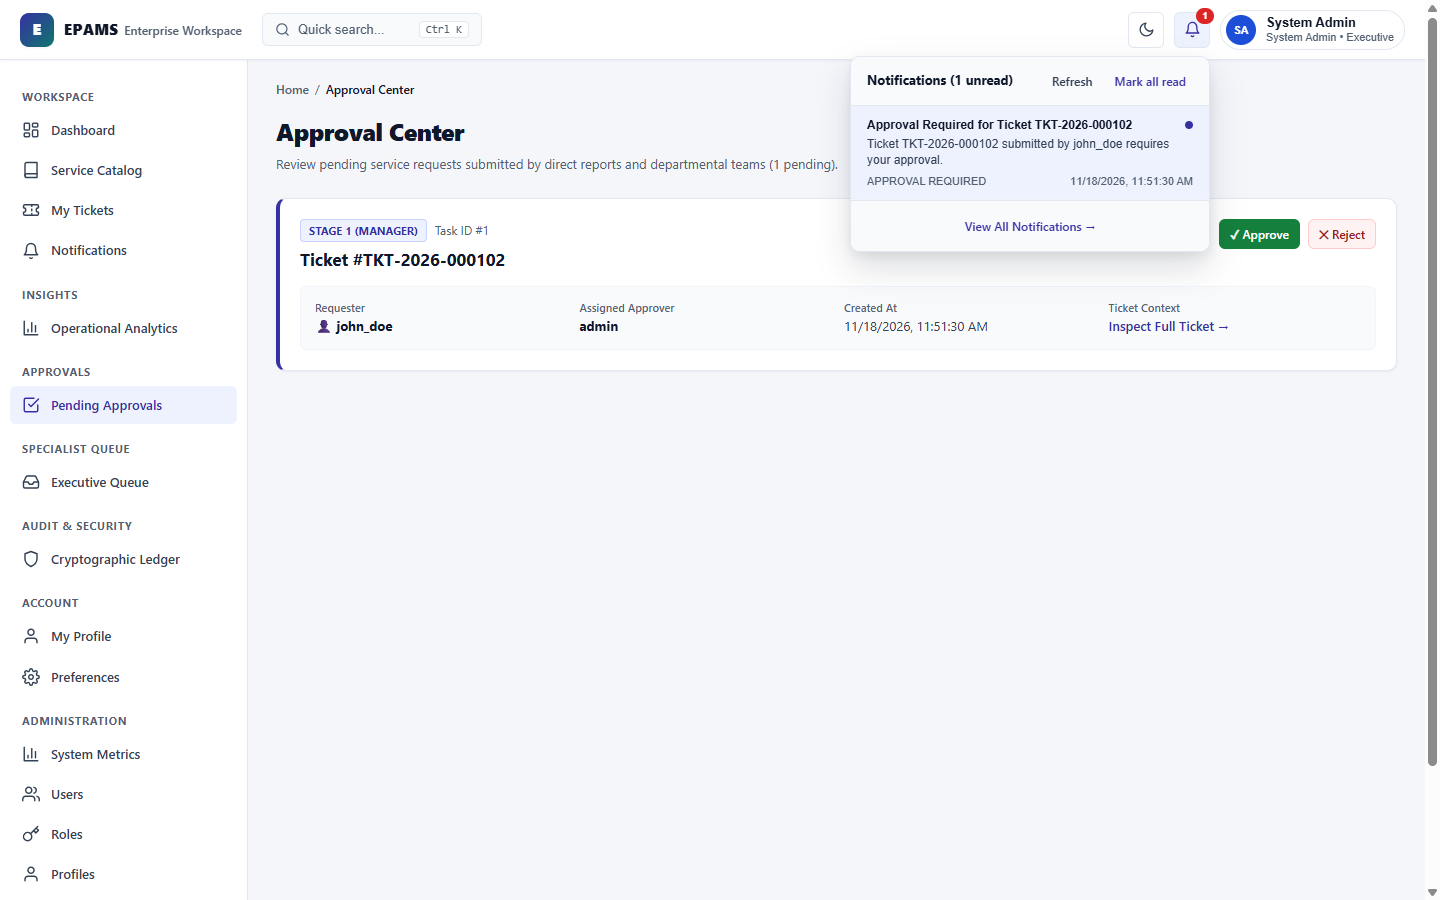 E EPAMS Enterprise Workspace
Quick search... Ctrl K
1
SA System Admin
System Admin • Executive
WORKSPACE
Dashboard
Service Catalog
My Tickets
Notifications
INSIGHTS
Operational Analytics
APPROVALS
Pending Approvals
SPECIALIST QUEUE
Executive Queue
AUDIT & SECURITY
Cryptographic Ledger
ACCOUNT
My Profile
Preferences
ADMINISTRATION
System Metrics
Users
Roles
Profiles
Home / Approval Center
Approval Center
Review pending service requests submitted by direct reports and departmental teams (1 pending).
Notifications (1 unread) Refresh Mark all read
Approval Required for Ticket TKT-2026-000102
Ticket TKT-2026-000102 submitted by john_doe requires
your approval.
APPROVAL REQUIRED 11/18/2026, 11:51:30 AM
View All Notifications →
STAGE 1 (MANAGER) Task ID #1
✓ Approve ✕ Reject
Ticket #TKT-2026-000102
Requester
john_doe
Assigned Approver
admin
Created At
11/18/2026, 11:51:30 AM
Ticket Context
Inspect Full Ticket →